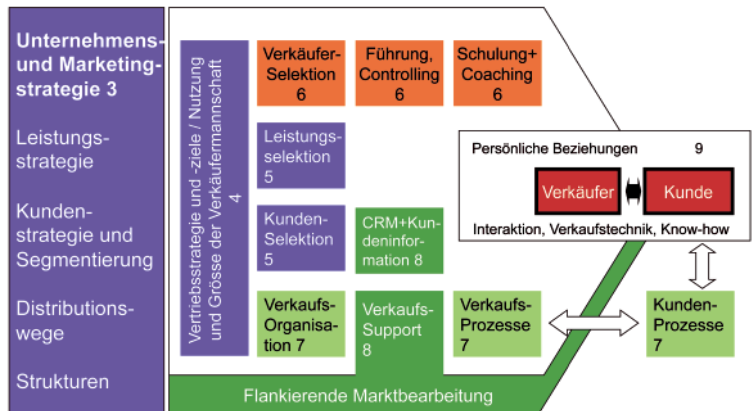 Unternehmens-
und Marketing-
strategie 3
Leistungs-
strategie
Kunden-
strategie und
Segmentierung
Distributions-
wege
Strukturen
Vertriebsstrategie und -ziele / Nutzung
und Grösse der Verkäufermannschaft
4
Verkäufer-
Selektion
6
Führung,
Controlling
6
Schulung+
Coaching
6
Leistungs-
selektion
5
Kunden-
Selektion
5
CRM+Kun-
deninfor-
mation 8
Verkaufs-
Organisa-
tion 7
Verkaufs-
Support
8
Verkaufs-
Prozesse
7
Kunden-
Prozesse
7
Persönliche Beziehungen 9
Verkäufer
Kunde
Interaktion, Verkaufstechnik, Know-how
Flankierende Marktbearbeitung